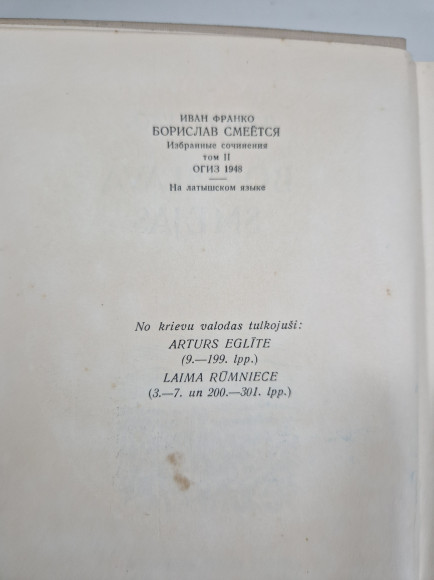 ИВАН ФРАНКО
БОРИСЛАВ СМЕЁТСЯ
Избранные сочинения
том II
ОГИЗ 1948
На латышском языке
No krievu valodas tulkojuši:
ARTURS EGLĪTE
(9.—199. lpp.)
LAIMA RŪMNIECE
(3.—7. un 200.—301. lpp.)